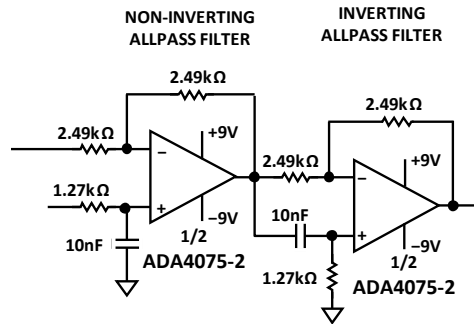 NON-INVERTING
ALLPASS FILTER
INVERTING
ALLPASS FILTER
2.49kΩ
2.49kΩ
2.49kΩ
+9V
+9V
2.49kΩ
−
−
1.27kΩ
+
−9V
10nF
+
10nF
1/2
−9V
ADA4075-2
1.27kΩ
1/2
ADA4075-2